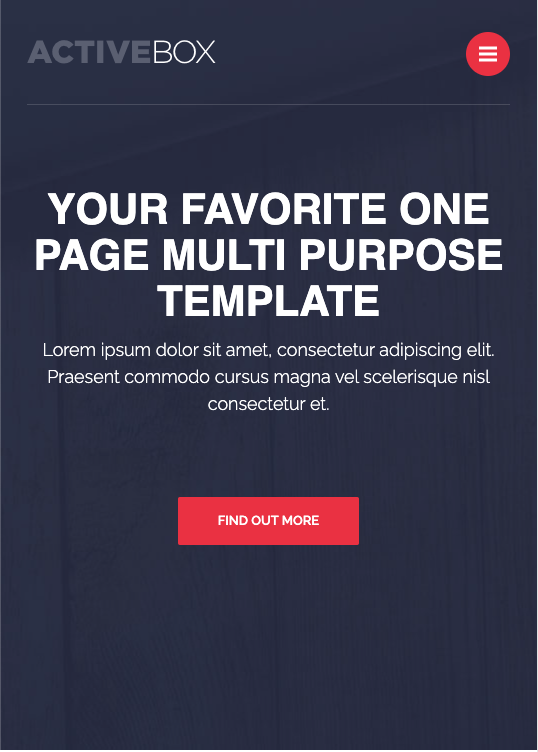 ACTIVEBOX
YOUR FAVORITE ONE
PAGE MULTI PURPOSE
TEMPLATE
Lorem ipsum dolor sit amet, consectetur adipiscing elit.
Praesent commodo cursus magna vel scelerisque nisl
consectetur et.
FIND OUT MORE